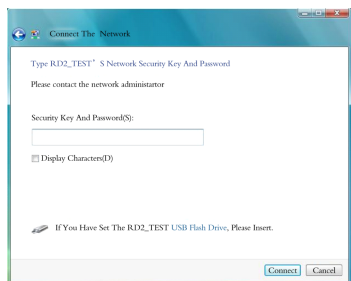 Connect The Network
Type RD2_TEST' S Network Security Key And Password
Please contact the network administartor
Security Key And Password(S):
Display Characters(D)
If You Have Set The RD2_TEST USB Flash Drive, Please Insert.
Connect Cancel